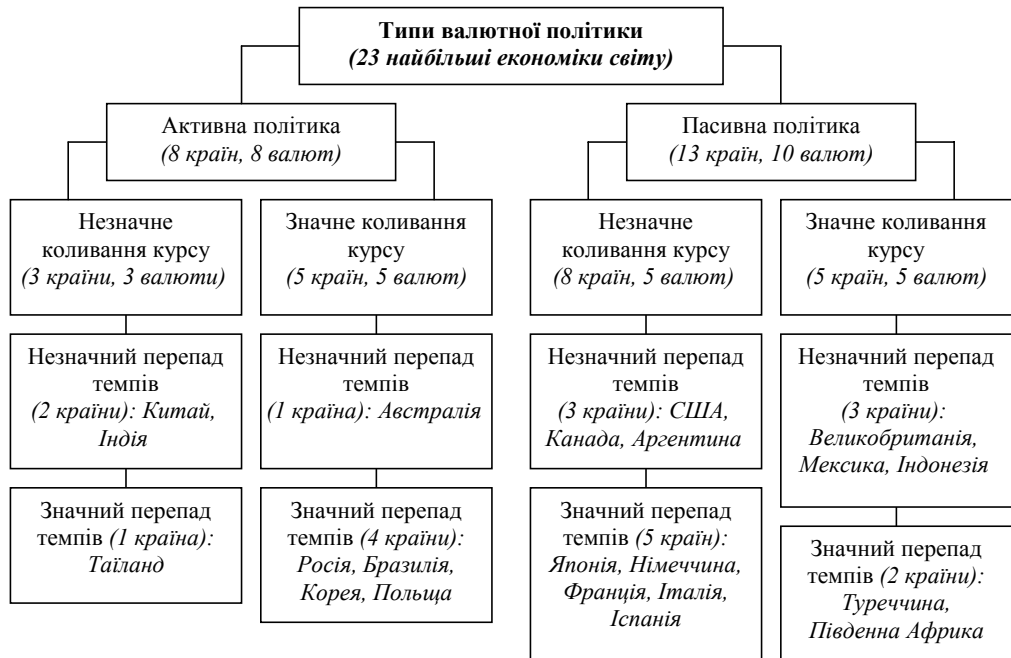 Типи валютної політики
(23 найбільші економіки світу)
Активна політика
(8 країн, 8 валют)
Пасивна політика
(13 країн, 10 валют)
Незначне
коливання курсу
(3 країни, 3 валюти)
Значне коливання
курсу
(5 країн, 5 валют)
Незначне
коливання курсу
(8 країн, 5 валют)
Значне коливання
курсу
(5 країн, 5 валют)
Незначний перепад
темпів
(2 країни): Китай,
Індія
Незначний перепад
темпів
(1 країна): Австралія
Незначний перепад
темпів
(3 країни): США,
Канада, Аргентина
Незначний перепад
темпів
(3 країни):
Великобританія,
Мексика, Індонезія
Значний перепад
темпів (1 країна):
Таїланд
Значний перепад
темпів (4 країни):
Росія, Бразилія,
Корея, Польща
Значний перепад
темпів (5 країн):
Японія, Німеччина,
Франція, Італія,
Іспанія
Значний перепад
темпів (2 країни):
Туреччина,
Південна Африка